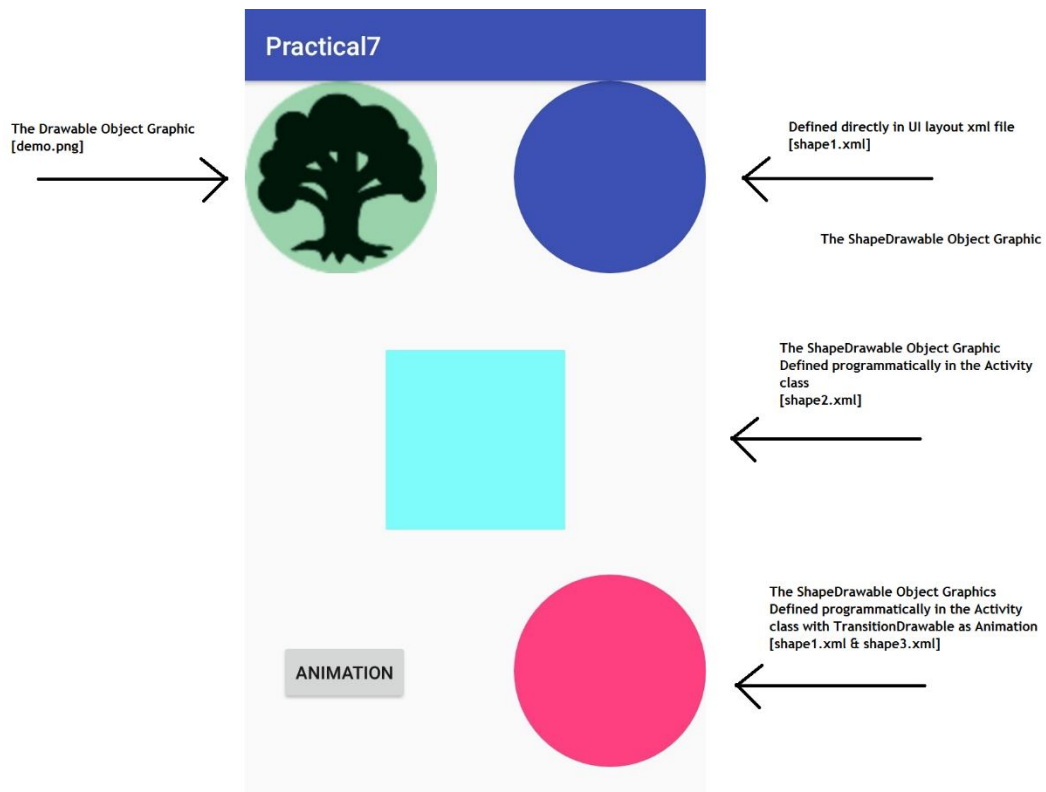 Practical7
The Drawable Object Graphic
[demo.png]
Defined directly in UI layout xml file
[shape1.xml]
The ShapeDrawable Object Graphic
The ShapeDrawable Object Graphic
Defined programmatically in the Activity
class
[shape2.xml]
The ShapeDrawable Object Graphics
Defined programmatically in the Activity
class with TransitionDrawable as Animation
[shape1.xml & shape3.xml]
ANIMATION